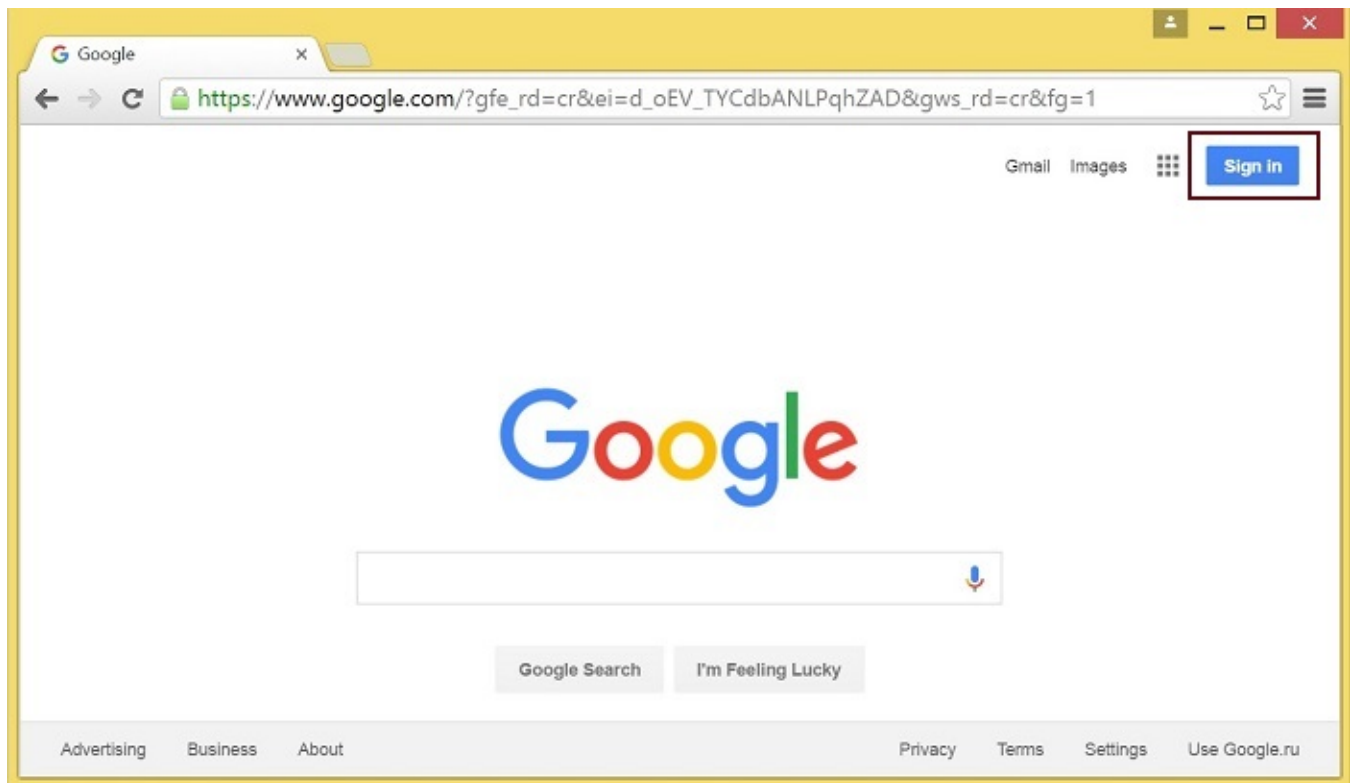 Google
https://www.google.com/?gfe_rd=cr&ei=d_oEV_TYCdbANLPqhZAD&gws_rd=cr&fg=1
Gmail Images Sign in
Google
Google Search I'm Feeling Lucky
Advertising Business About Privacy Terms Settings Use Google.ru